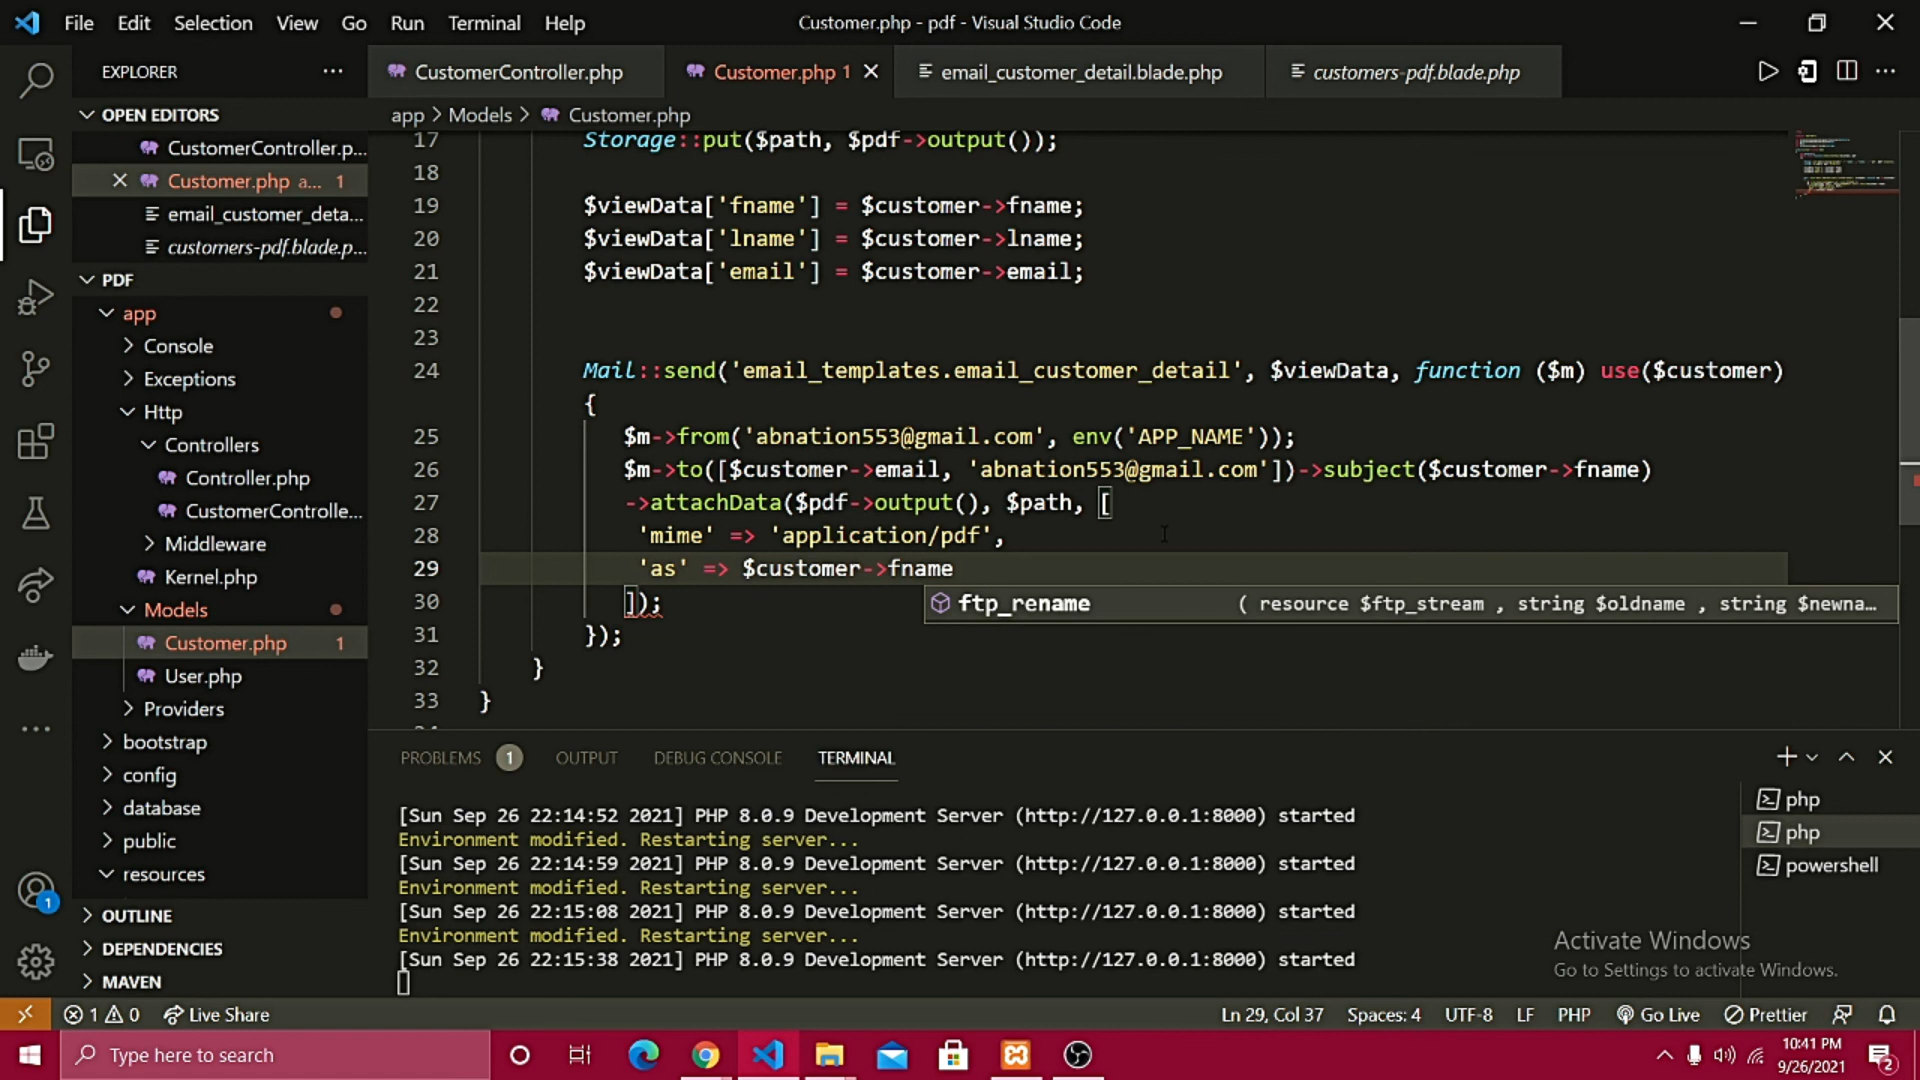 File Edit Selection View Go Run Terminal Help
Customer.php - pdf - Visual Studio Code
EXPLORER
CustomerController.php
Customer.php 1
email_customer_detail.blade.php
customers-pdf.blade.php
OPEN EDITORS
CustomerController.p...
Customer.php a... 1
email_customer_deta...
customers-pdf.blade.p...
PDF
app
Console
Exceptions
Http
Controllers
Controller.php
CustomerControlle...
Middleware
Kernel.php
Models
Customer.php 1
User.php
Providers
bootstrap
config
database
public
resources
OUTLINE
DEPENDENCIES
MAVEN
app > Models > Customer.php
17 Storage::put($path, $pdf->output());
18
19 $viewData['fname'] = $customer->fname;
20 $viewData['lname'] = $customer->lname;
21 $viewData['email'] = $customer->email;
22
23
24 Mail::send('email_templates.email_customer_detail', $viewData, function ($m) use($customer)
{
25 $m->from('abnation553@gmail.com', env('APP_NAME'));
26 $m->to([$customer->email, 'abnation553@gmail.com'])->subject($customer->fname)
27 ->attachData($pdf->output(), $path, [
28 'mime' => 'application/pdf',
29 'as' => $customer->fname
30 ]);
31 });
32 }
33 }
ftp_rename ( resource $ftp_stream , string $oldname , string $newna...
PROBLEMS 1 OUTPUT DEBUG CONSOLE TERMINAL
[Sun Sep 26 22:14:52 2021] PHP 8.0.9 Development Server (http://127.0.0.1:8000) started
Environment modified. Restarting server...
[Sun Sep 26 22:14:59 2021] PHP 8.0.9 Development Server (http://127.0.0.1:8000) started
Environment modified. Restarting server...
[Sun Sep 26 22:15:08 2021] PHP 8.0.9 Development Server (http://127.0.0.1:8000) started
Environment modified. Restarting server...
[Sun Sep 26 22:15:38 2021] PHP 8.0.9 Development Server (http://127.0.0.1:8000) started
php
php
powershell
Activate Windows
Go to Settings to activate Windows.
1
1 0 Live Share
Ln 29, Col 37 Spaces: 4 UTF-8 LF PHP Go Live Prettier
Type here to search
10:41 PM
9/26/2021
2